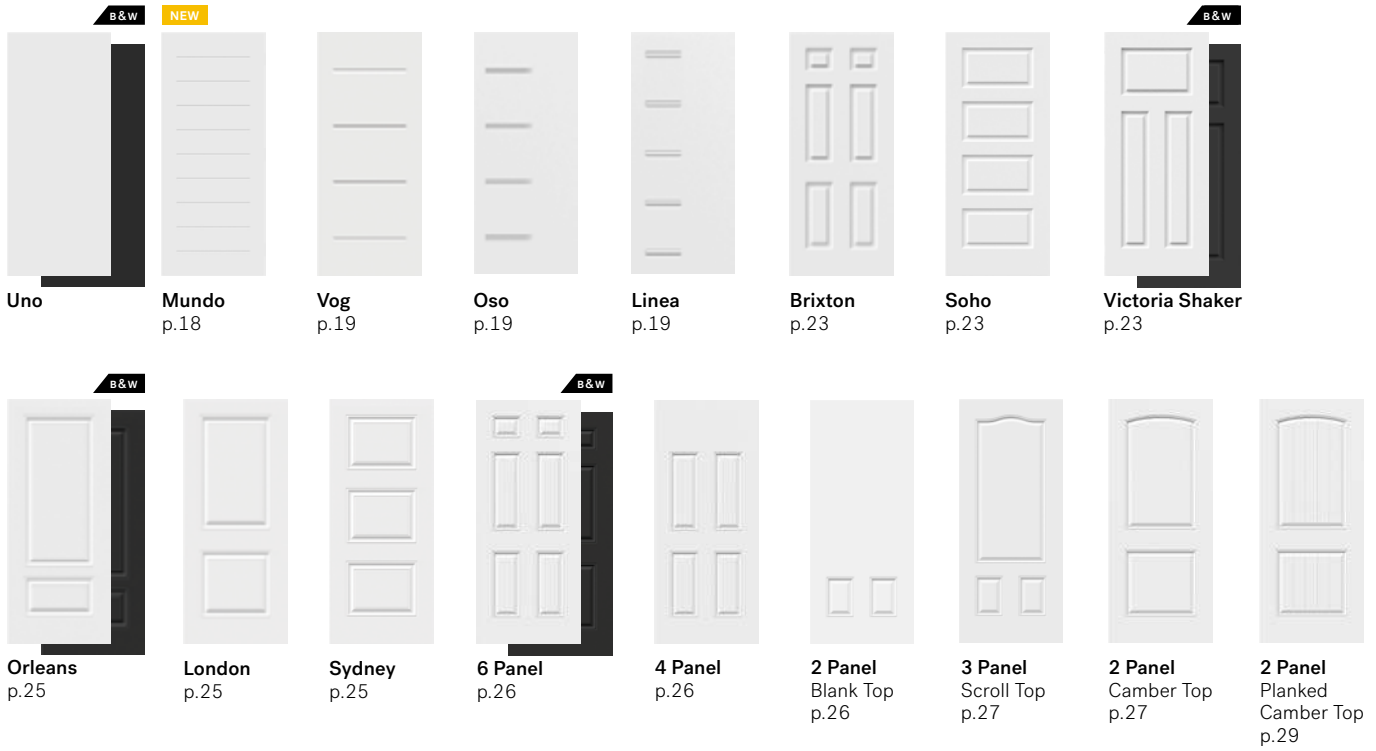 B&W
NEW
B&W
Uno
Mundo
p.18
Vog
p.19
Oso
p.19
Linea
p.19
Brixton
p.23
Soho
p.23
Victoria Shaker
p.23
B&W
B&W
Orleans
p.25
London
p.25
Sydney
p.25
6 Panel
p.26
4 Panel
p.26
2 Panel
Blank Top
p.26
3 Panel
Scroll Top
p.27
2 Panel
Camber Top
p.27
2 Panel
Planked
Camber Top
p.29